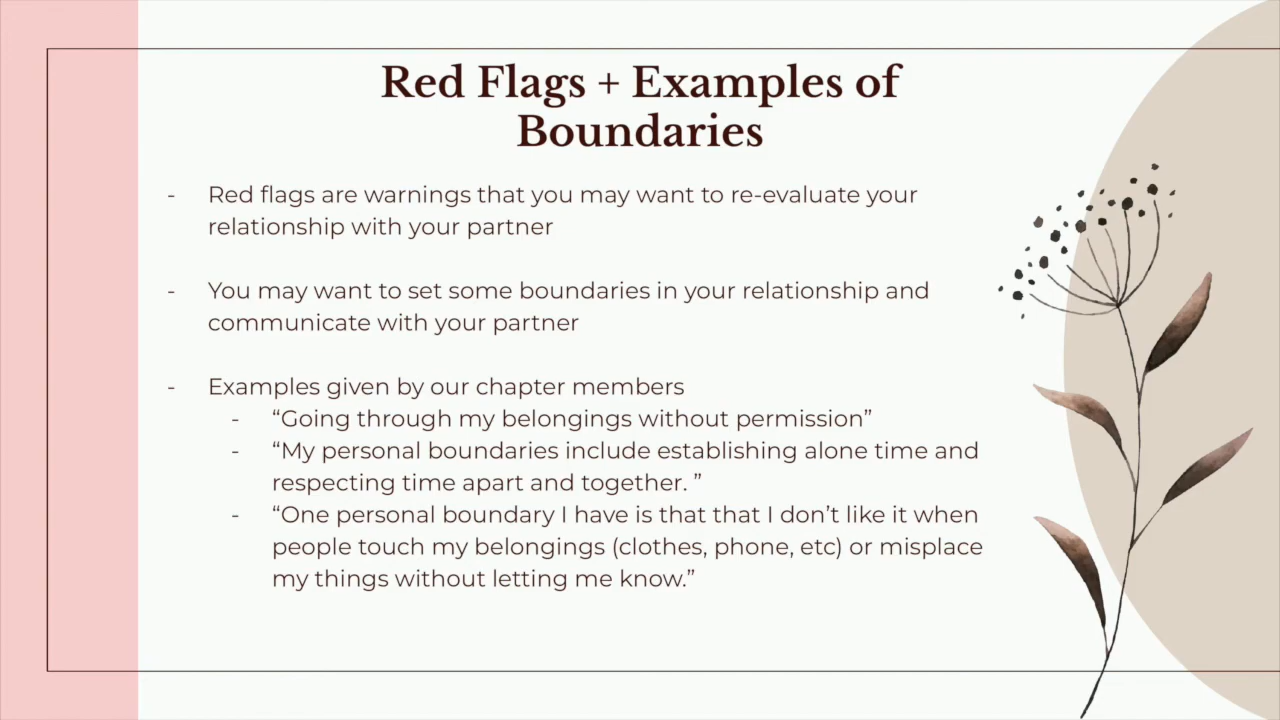 Red Flags + Examples of
Boundaries
- Red flags are warnings that you may want to re-evaluate your
relationship with your partner
- You may want to set some boundaries in your relationship and
communicate with your partner
- Examples given by our chapter members
- “Going through my belongings without permission”
- “My personal boundaries include establishing alone time and
respecting time apart and together. ”
- “One personal boundary I have is that that I don’t like it when
people touch my belongings (clothes, phone, etc) or misplace
my things without letting me know.”